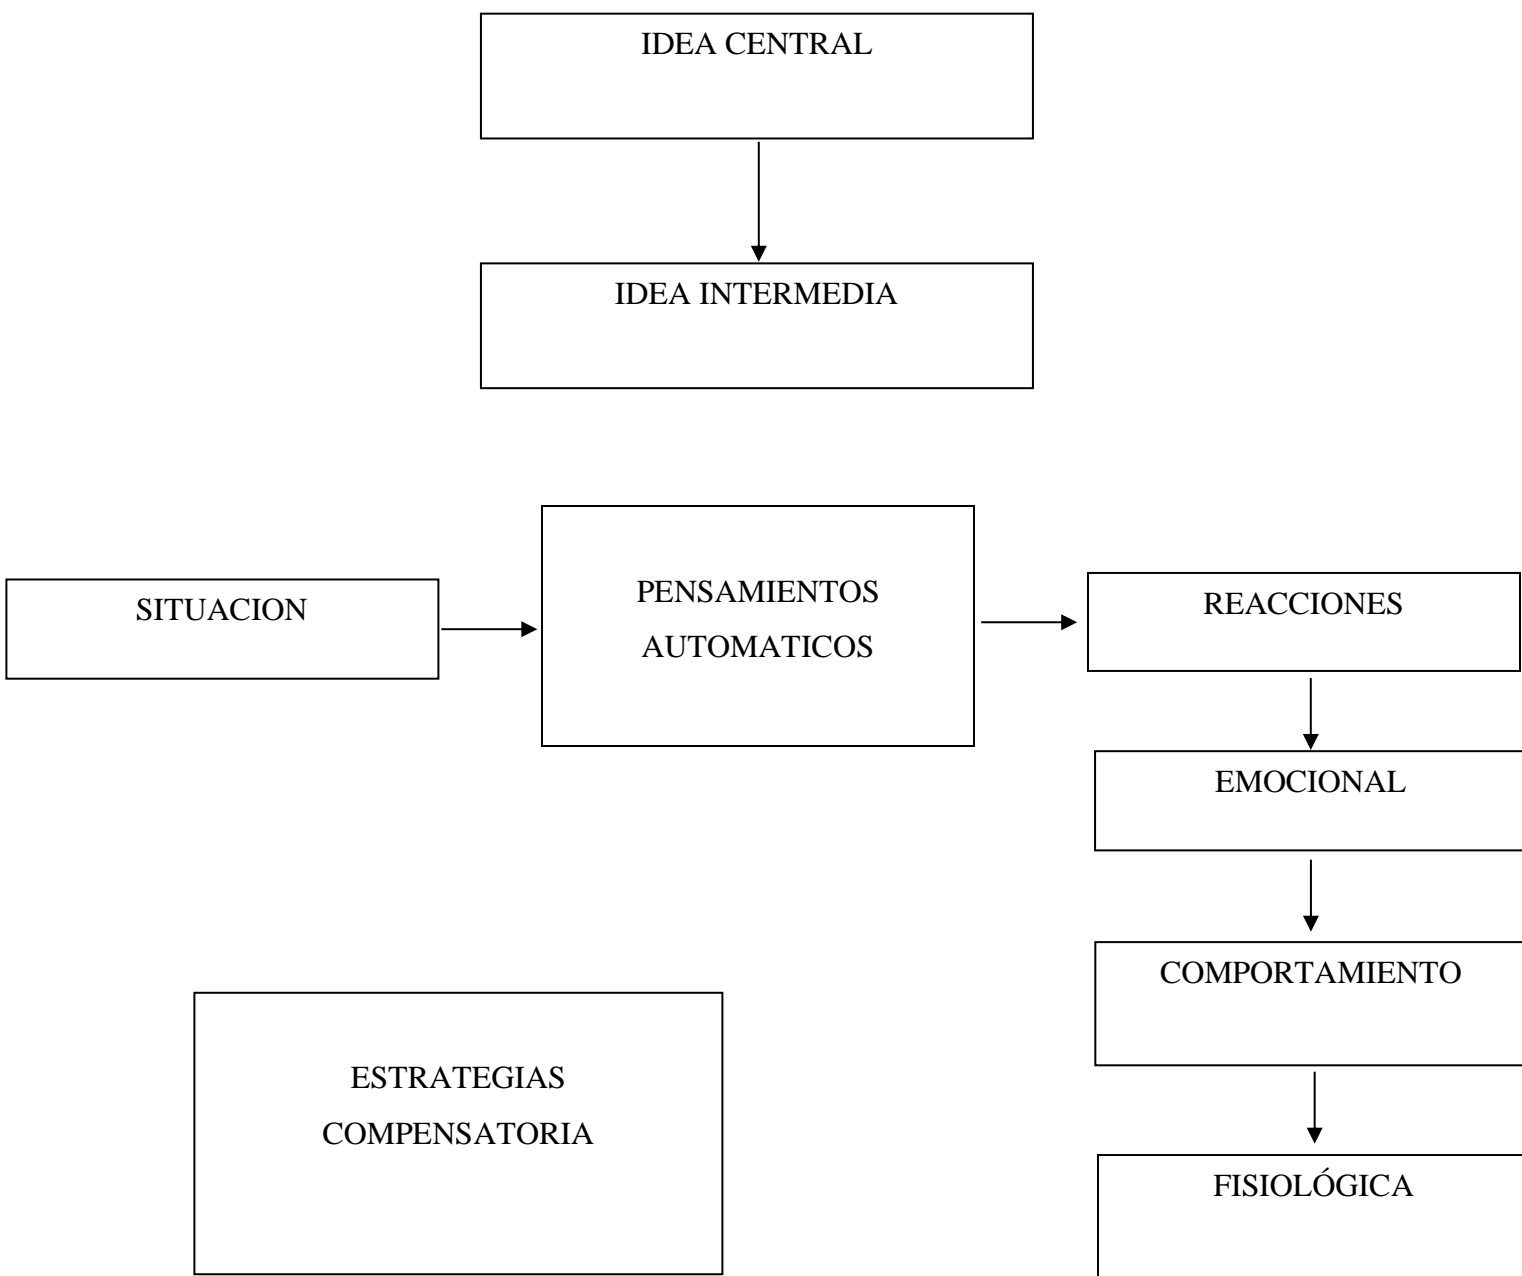 IDEA CENTRAL
IDEA INTERMEDIA
SITUACION
PENSAMIENTOS
AUTOMATICOS
REACCIONES
EMOCIONAL
COMPORTAMIENTO
ESTRATEGIAS
COMPENSATORIA
FISIOLÓGICA